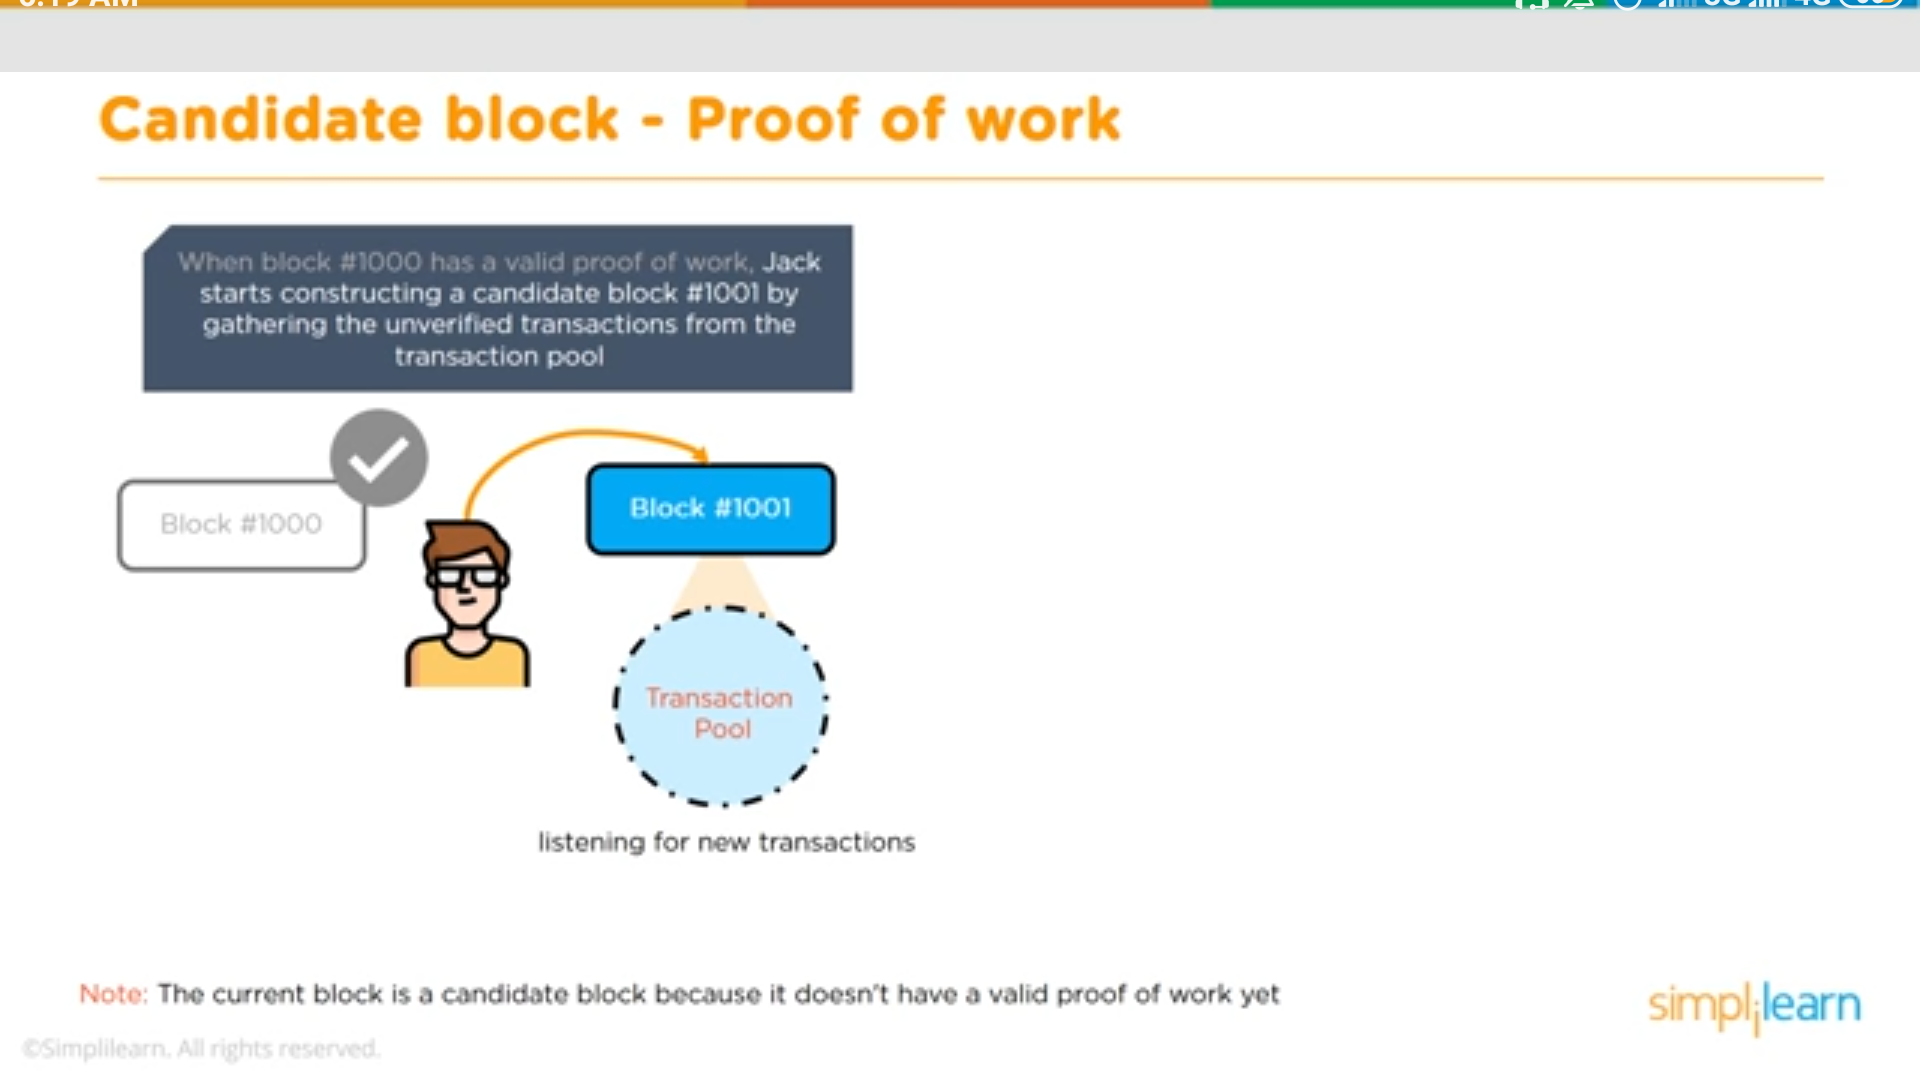 Candidate block - Proof of work
When block #1000 has a valid proof of work, Jack
starts constructing a candidate block #1001 by
gathering the unverified transactions from the
transaction pool
Block #1000
Block #1001
Transaction
Pool
listening for new transactions
Note: The current block is a candidate block because it doesn't have a valid proof of work yet
simplilearn
©Simplilearn. All rights reserved.